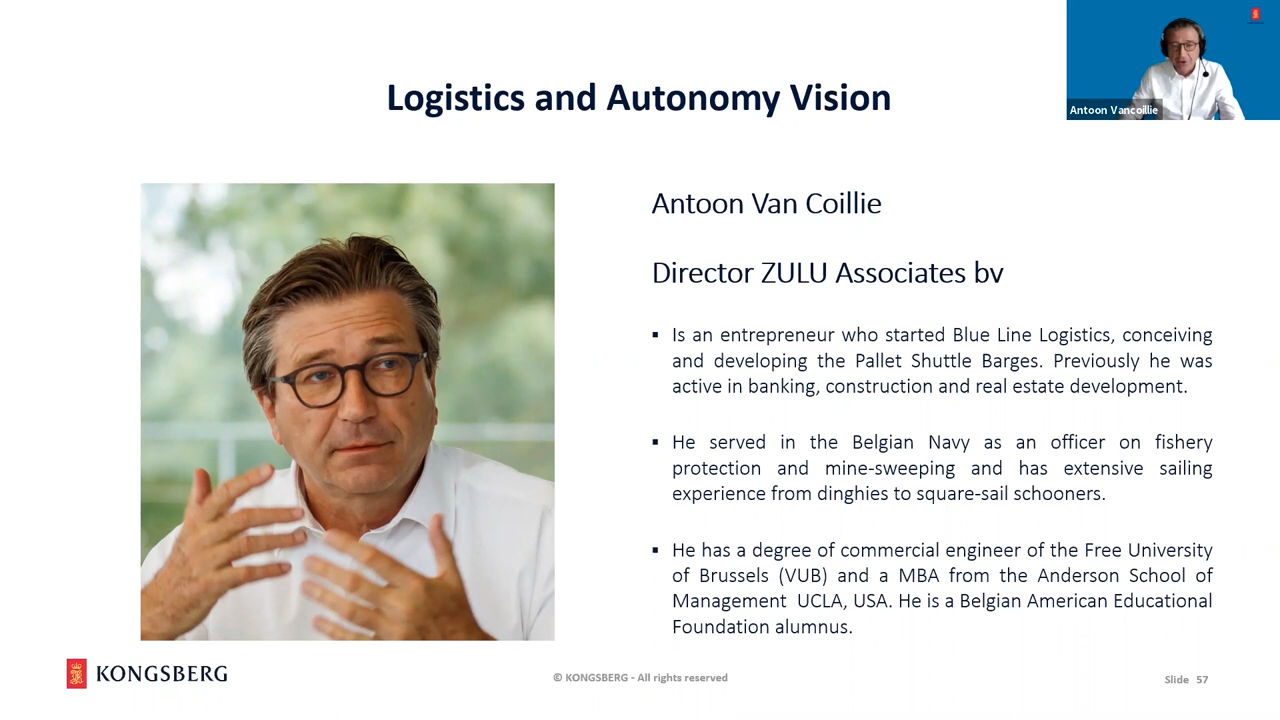 Logistics and Autonomy Vision
Antoon Vancoillie
Antoon Van Coillie
Director ZULU Associates bv
▪ Is an entrepreneur who started Blue Line Logistics, conceiving
and developing the Pallet Shuttle Barges. Previously he was
active in banking, construction and real estate development.
▪ He served in the Belgian Navy as an officer on fishery
protection and mine-sweeping and has extensive sailing
experience from dinghies to square-sail schooners.
▪ He has a degree of commercial engineer of the Free University
of Brussels (VUB) and a MBA from the Anderson School of
Management UCLA, USA. He is a Belgian American Educational
Foundation alumnus.
KONGSBERG
© KONGSBERG - All rights reserved
Slide 57